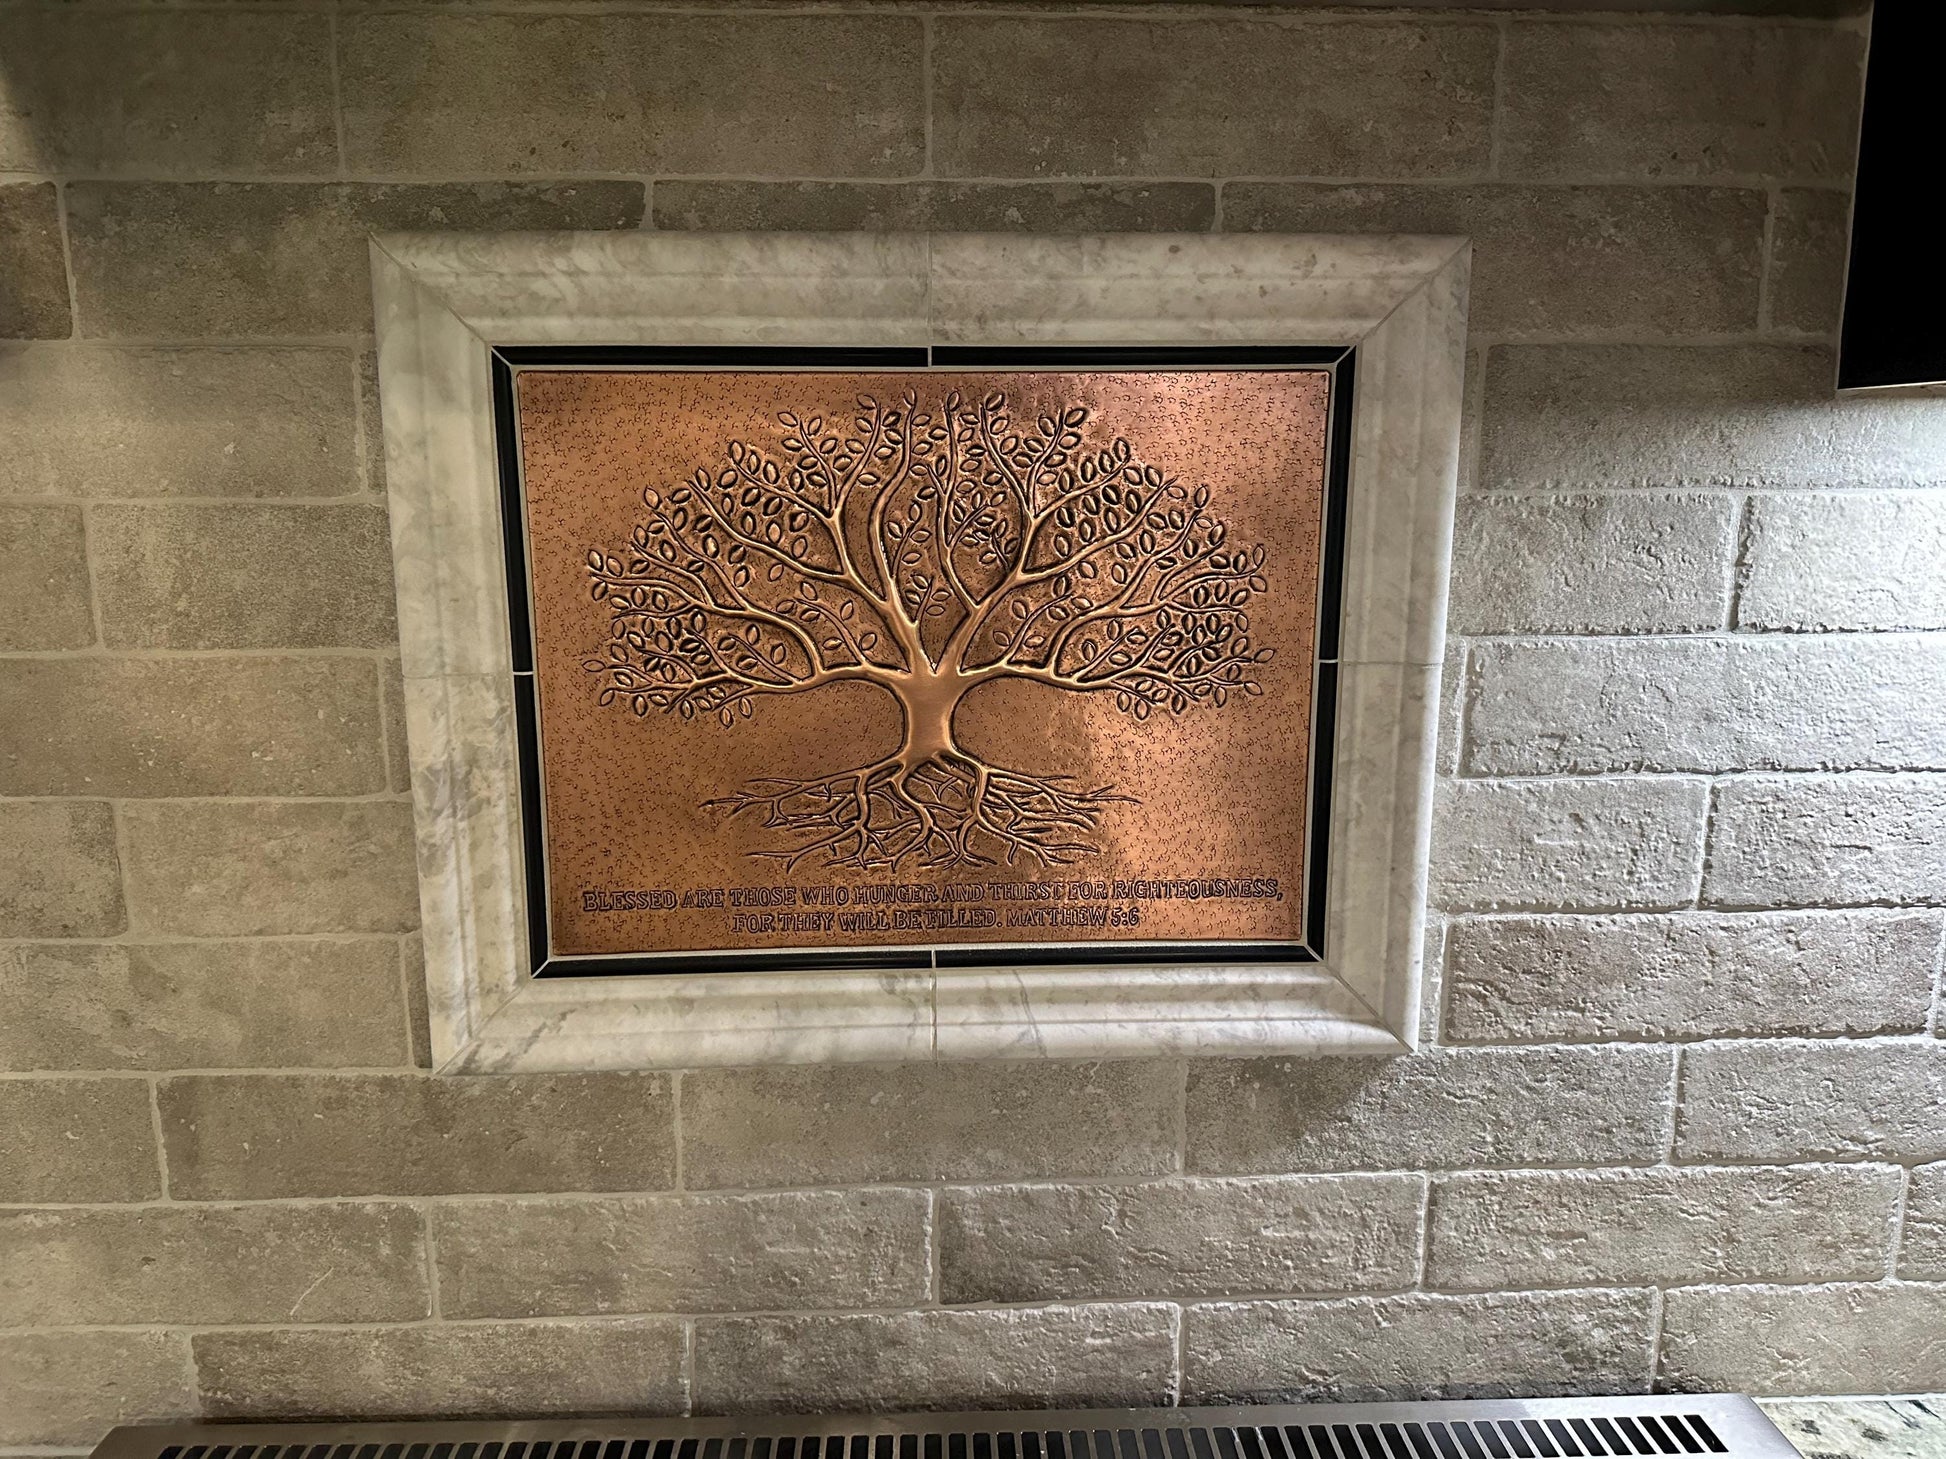 BLESSED ARE THOSE WHO HUNGER AND THIRST FOR RIGHTEOUSNESS,
FOR THEY WILL BE FILLED. MATTHEW 5:6